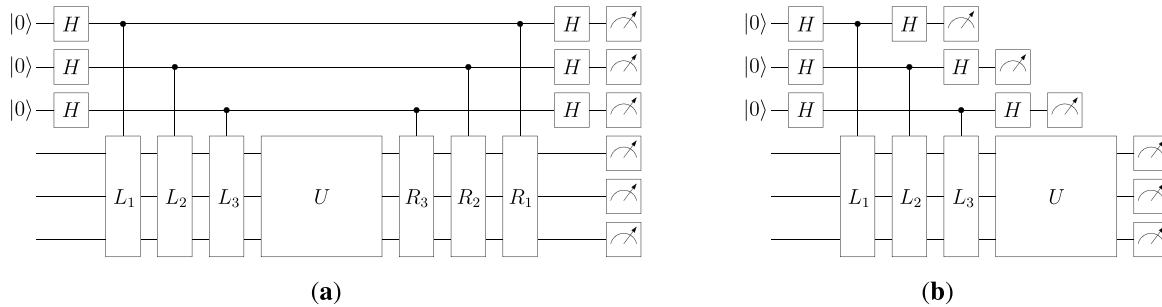 |0⟩ H H |0⟩ H H
|0⟩ H H |0⟩ H H
|0⟩ H H |0⟩ H H
L₁ L₂ L₃ U R₃ R₂ R₁ L₁ L₂ L₃ U
(a) (b)